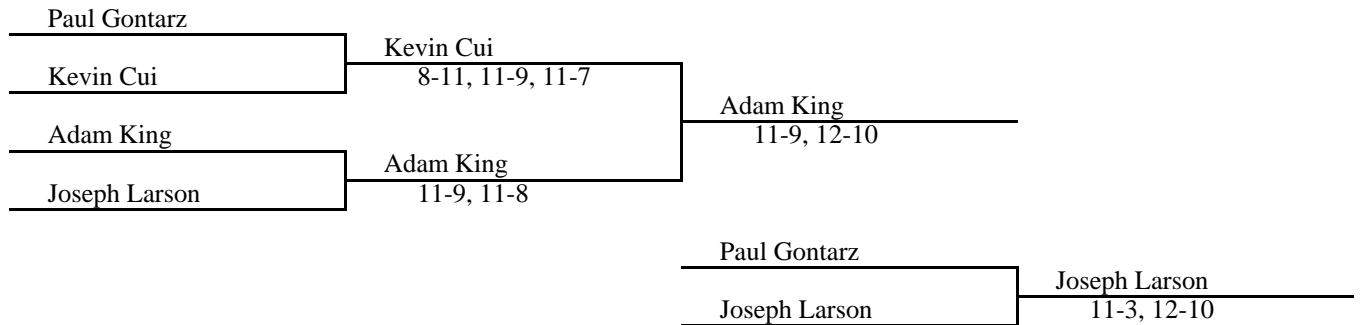 Paul Gontarz
Kevin Cui
Kevin Cui
8-11, 11-9, 11-7
Adam King
11-9, 12-10
Adam King
Adam King
11-9, 11-8
Joseph Larson
Paul Gontarz
Joseph Larson
11-3, 12-10
Joseph Larson